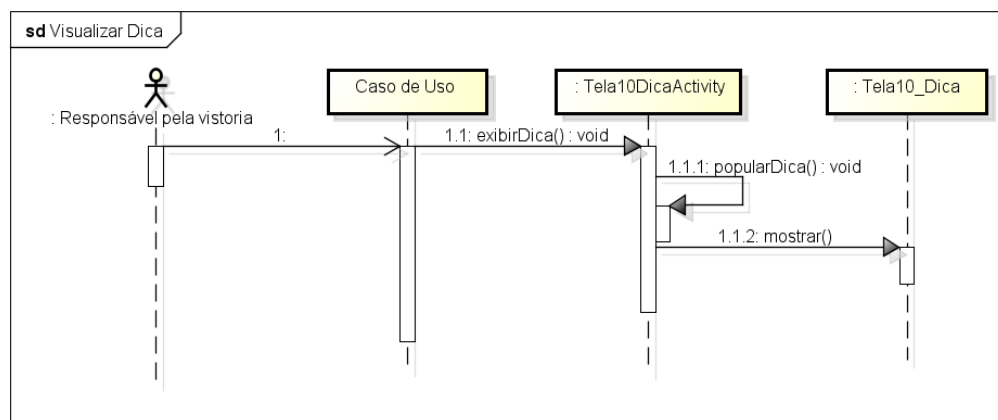 sd Visualizar Dica
Caso de Uso
: Tela10DicaActivity
: Tela10_Dica
: Responsável pela vistoria
1:
1.1: exibirDica() : void
1.1.1: popularDica() : void
1.1.2: mostrar()